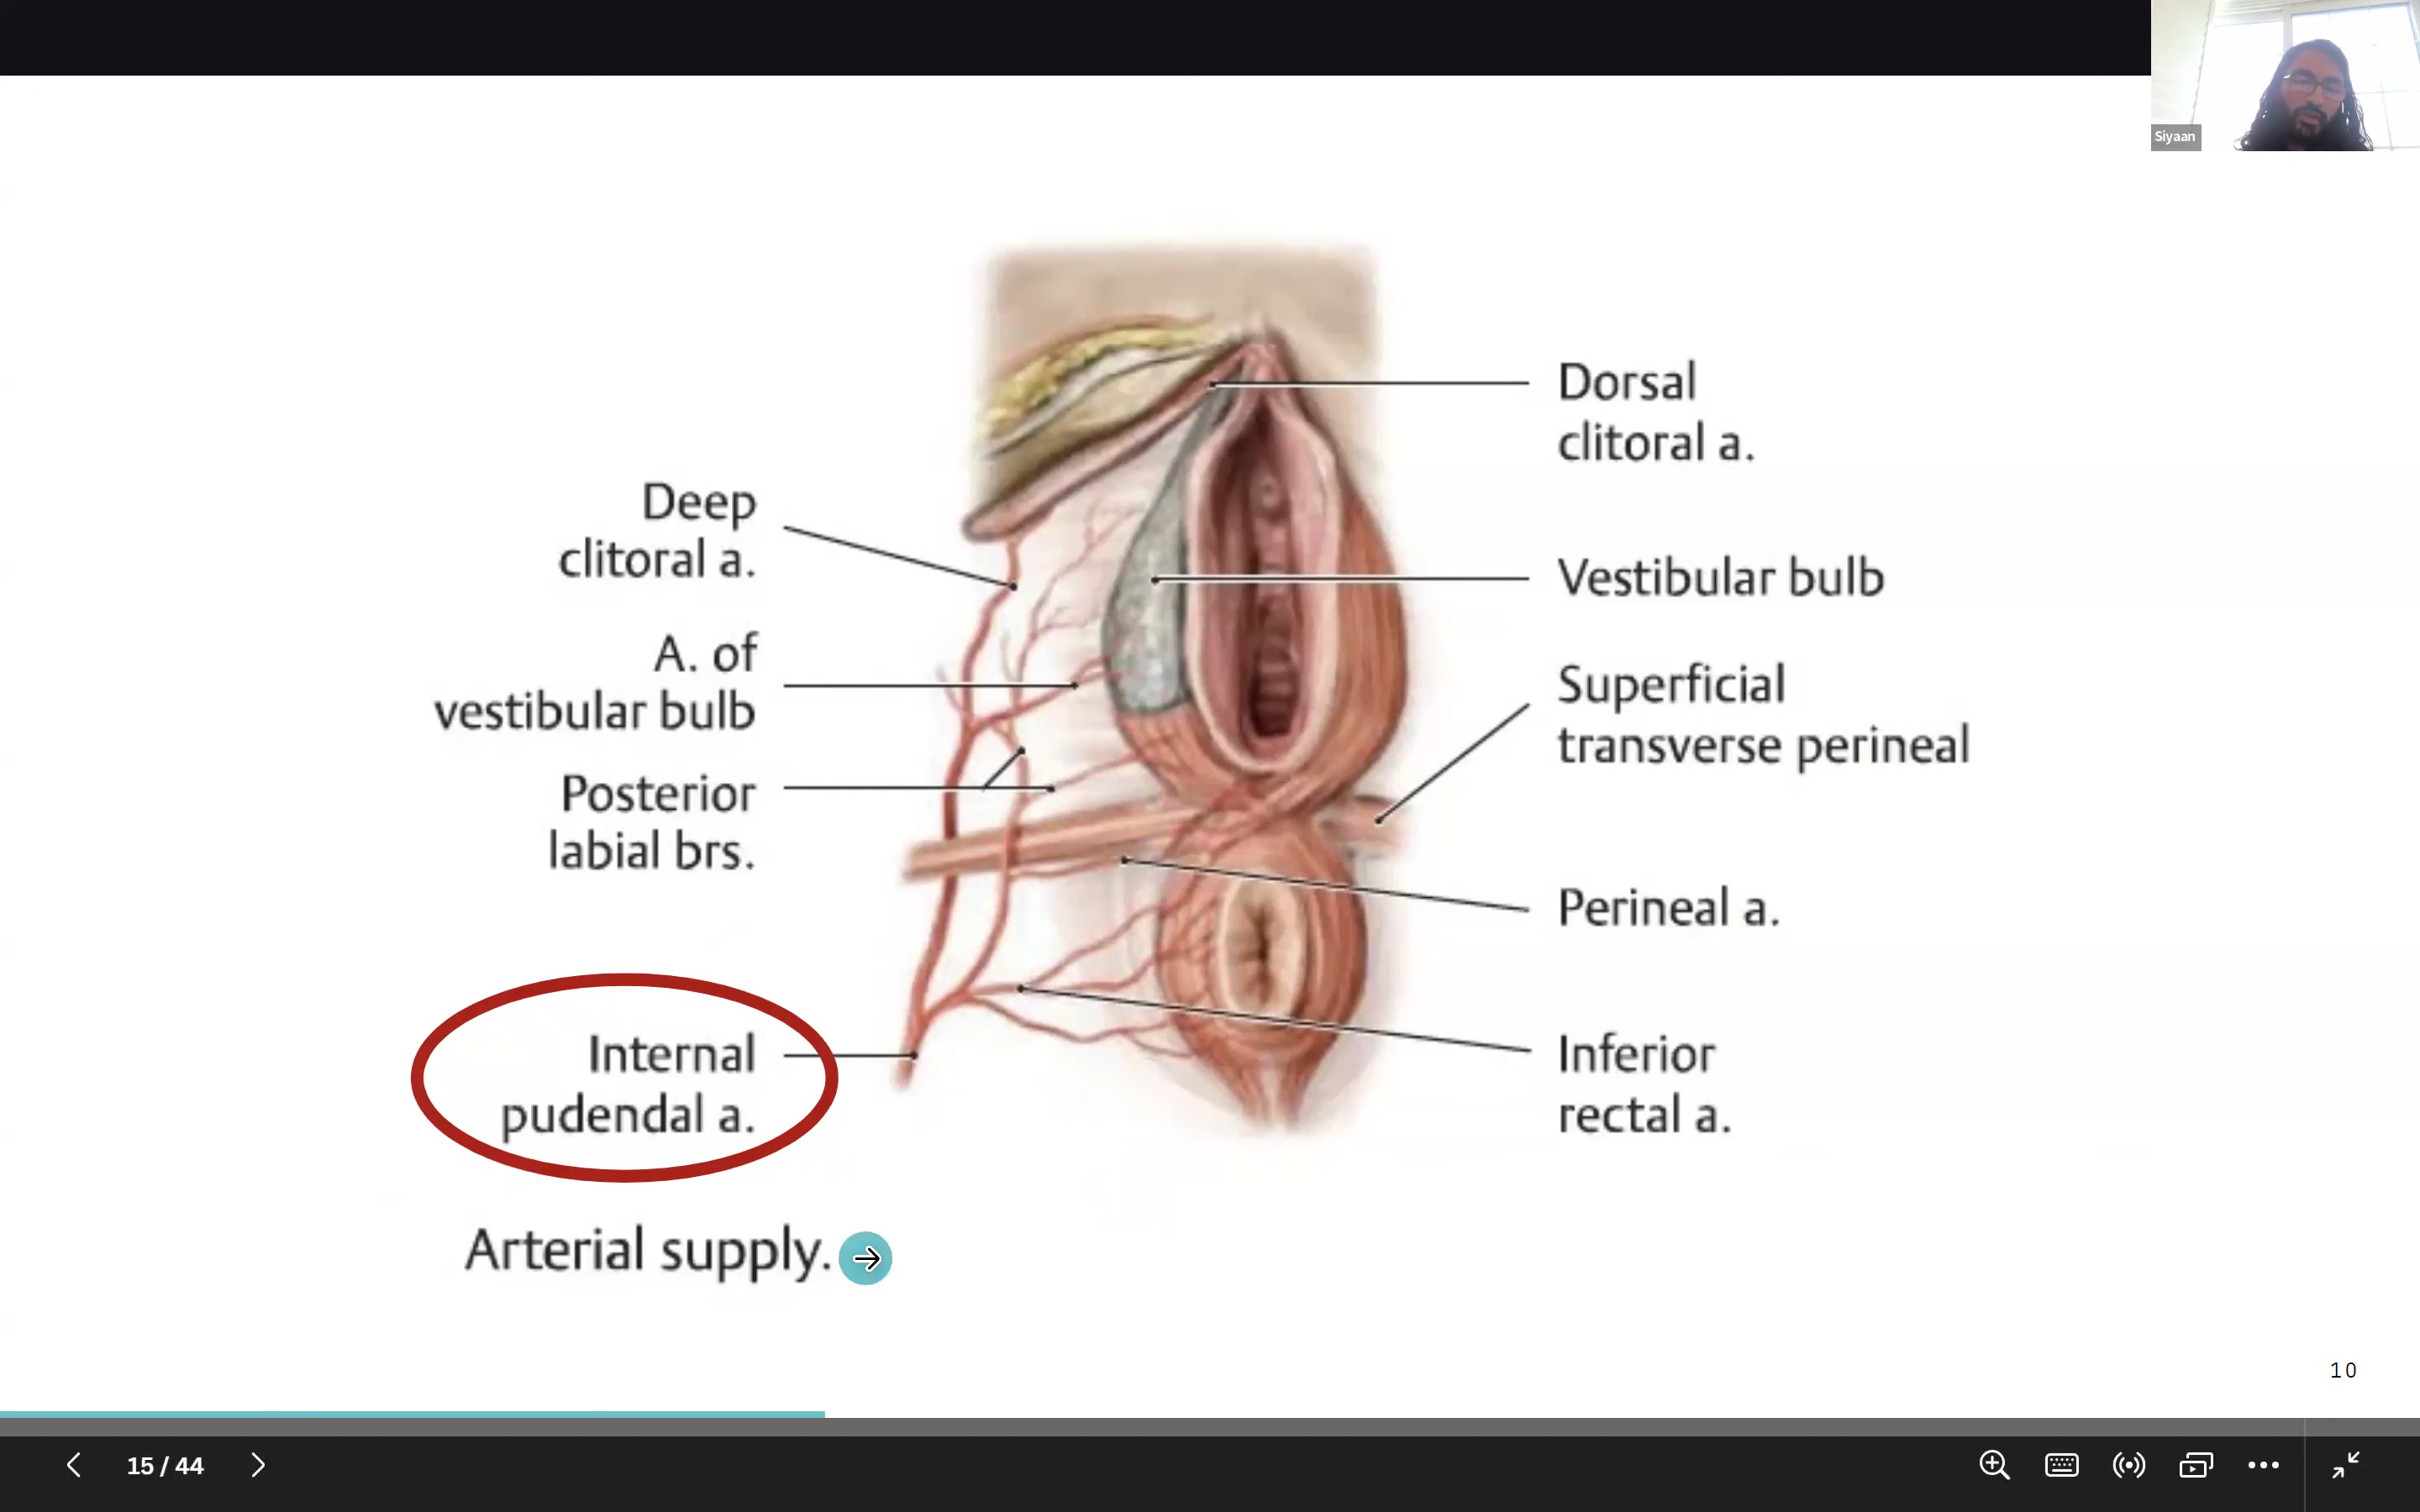 Siyaan
Dorsal
clitoral a.
Deep
clitoral a.
Vestibular bulb
A. of
vestibular bulb
Superficial
transverse perineal
Posterior
labial brs.
Perineal a.
Internal
pudendal a.
Inferior
rectal a.
Arterial supply.
10
15 / 44